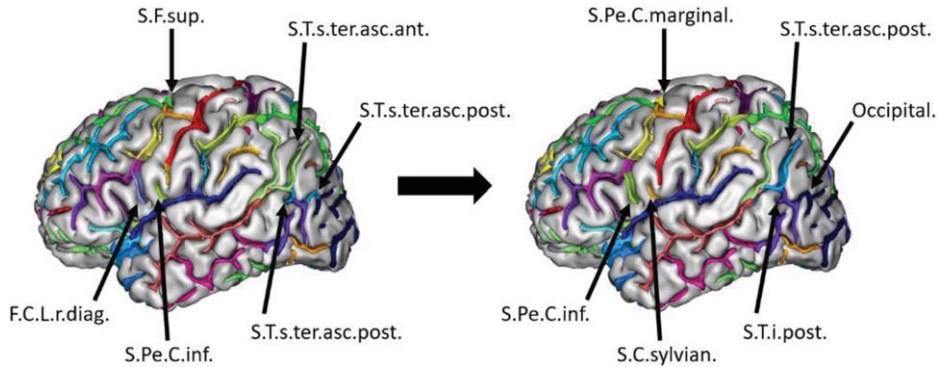 S.F.sup.
S.T.s.ter.asc.ant.
S.T.s.ter.asc.post.
F.C.L.r.diag.
S.Pe.C.inf.
S.T.s.ter.asc.post.
S.Pe.C.marginal.
S.T.s.ter.asc.post.
Occipital.
S.Pe.C.inf.
S.C.sylvian.
S.T.i.post.